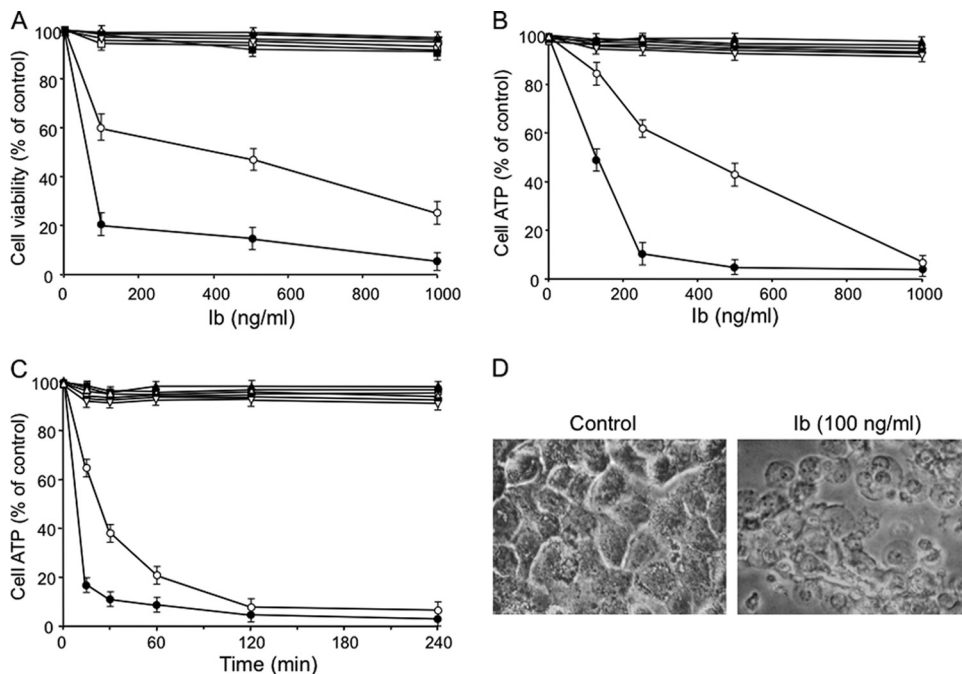 A
Cell viability (% of control)
100
80
60
40
20
0
0 200 400 600 800 1000
Ib (ng/ml)
B
Cell ATP (% of control)
100
80
60
40
20
0
0 200 400 600 800 1000
Ib (ng/ml)
C
Cell ATP (% of control)
100
80
60
40
20
0
0 60 120 180 240
Time (min)
D
Control
Ib (100 ng/ml)